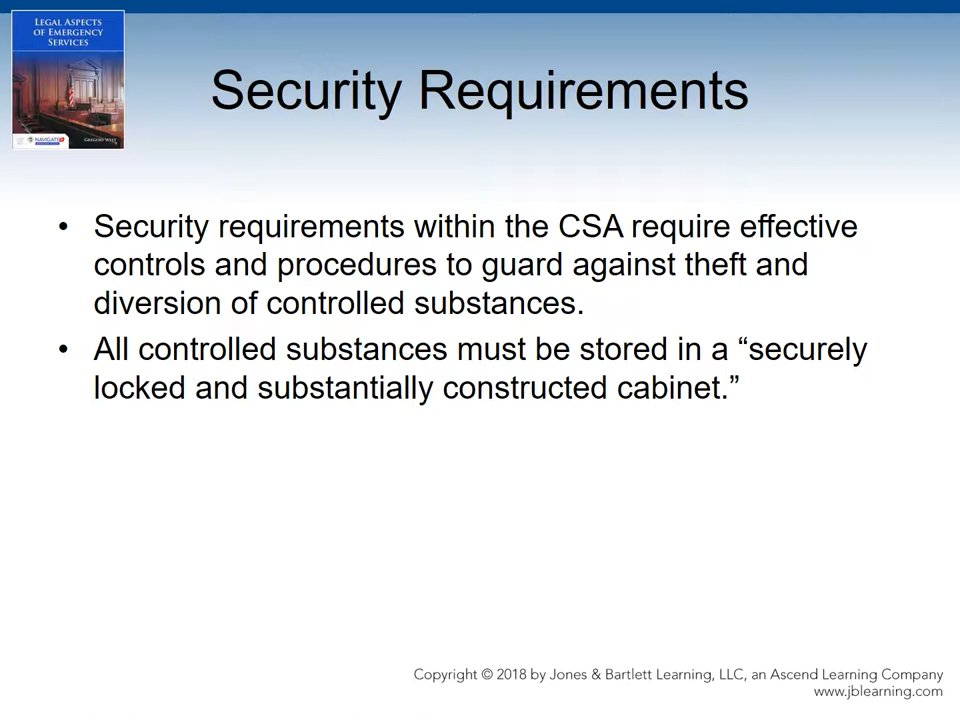 LEGAL ASPECTS
OF EMERGENCY
SERVICES
NAVIGATE
Security Requirements
• Security requirements within the CSA require effective
controls and procedures to guard against theft and
diversion of controlled substances.
• All controlled substances must be stored in a “securely
locked and substantially constructed cabinet.”
Copyright © 2018 by Jones & Bartlett Learning, LLC, an Ascend Learning Company
www.jblearning.com